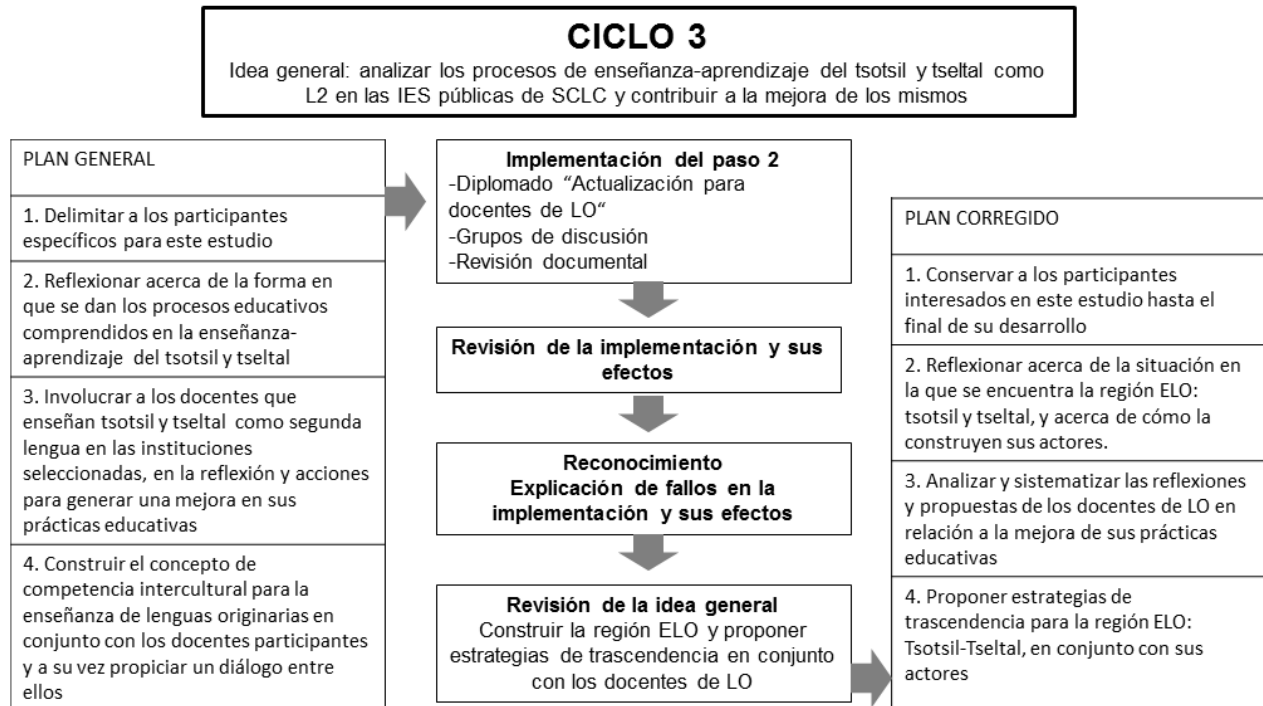 CICLO 3
Idea general: analizar los procesos de enseñanza-aprendizaje del tsotsil y tseltal como
L2 en las IES públicas de SCLC y contribuir a la mejora de los mismos
PLAN GENERAL
1. Delimitar a los participantes
específicos para este estudio
2. Reflexionar acerca de la forma en
que se dan los procesos educativos
comprendidos en la enseñanza-
aprendizaje del tsotsil y tseltal
3. Involucrar a los docentes que
enseñan tsotsil y tseltal como segunda
lengua en las instituciones
seleccionadas, en la reflexión y acciones
para generar una mejora en sus
prácticas educativas
4. Construir el concepto de
competencia intercultural para la
enseñanza de lenguas originarias en
conjunto con los docentes participantes
y a su vez propiciar un diálogo entre
ellos
Implementación del paso 2
-Diplomado “Actualización para
docentes de LO“
-Grupos de discusión
-Revisión documental
Revisión de la implementación y sus
efectos
Reconocimiento
Explicación de fallos en la
implementación y sus efectos
Revisión de la idea general
Construir la región ELO y proponer
estrategias de trascendencia en conjunto
con los docentes de LO
PLAN CORREGIDO
1. Conservar a los participantes
interesados en este estudio hasta el
final de su desarrollo
2. Reflexionar acerca de la situación en
la que se encuentra la región ELO:
tsotsil y tseltal, y acerca de cómo la
construyen sus actores.
3. Analizar y sistematizar las reflexiones
y propuestas de los docentes de LO en
relación a la mejora de sus prácticas
educativas
4. Proponer estrategias de
trascendencia para la región ELO:
Tsotsil-Tseltal, en conjunto con sus
actores